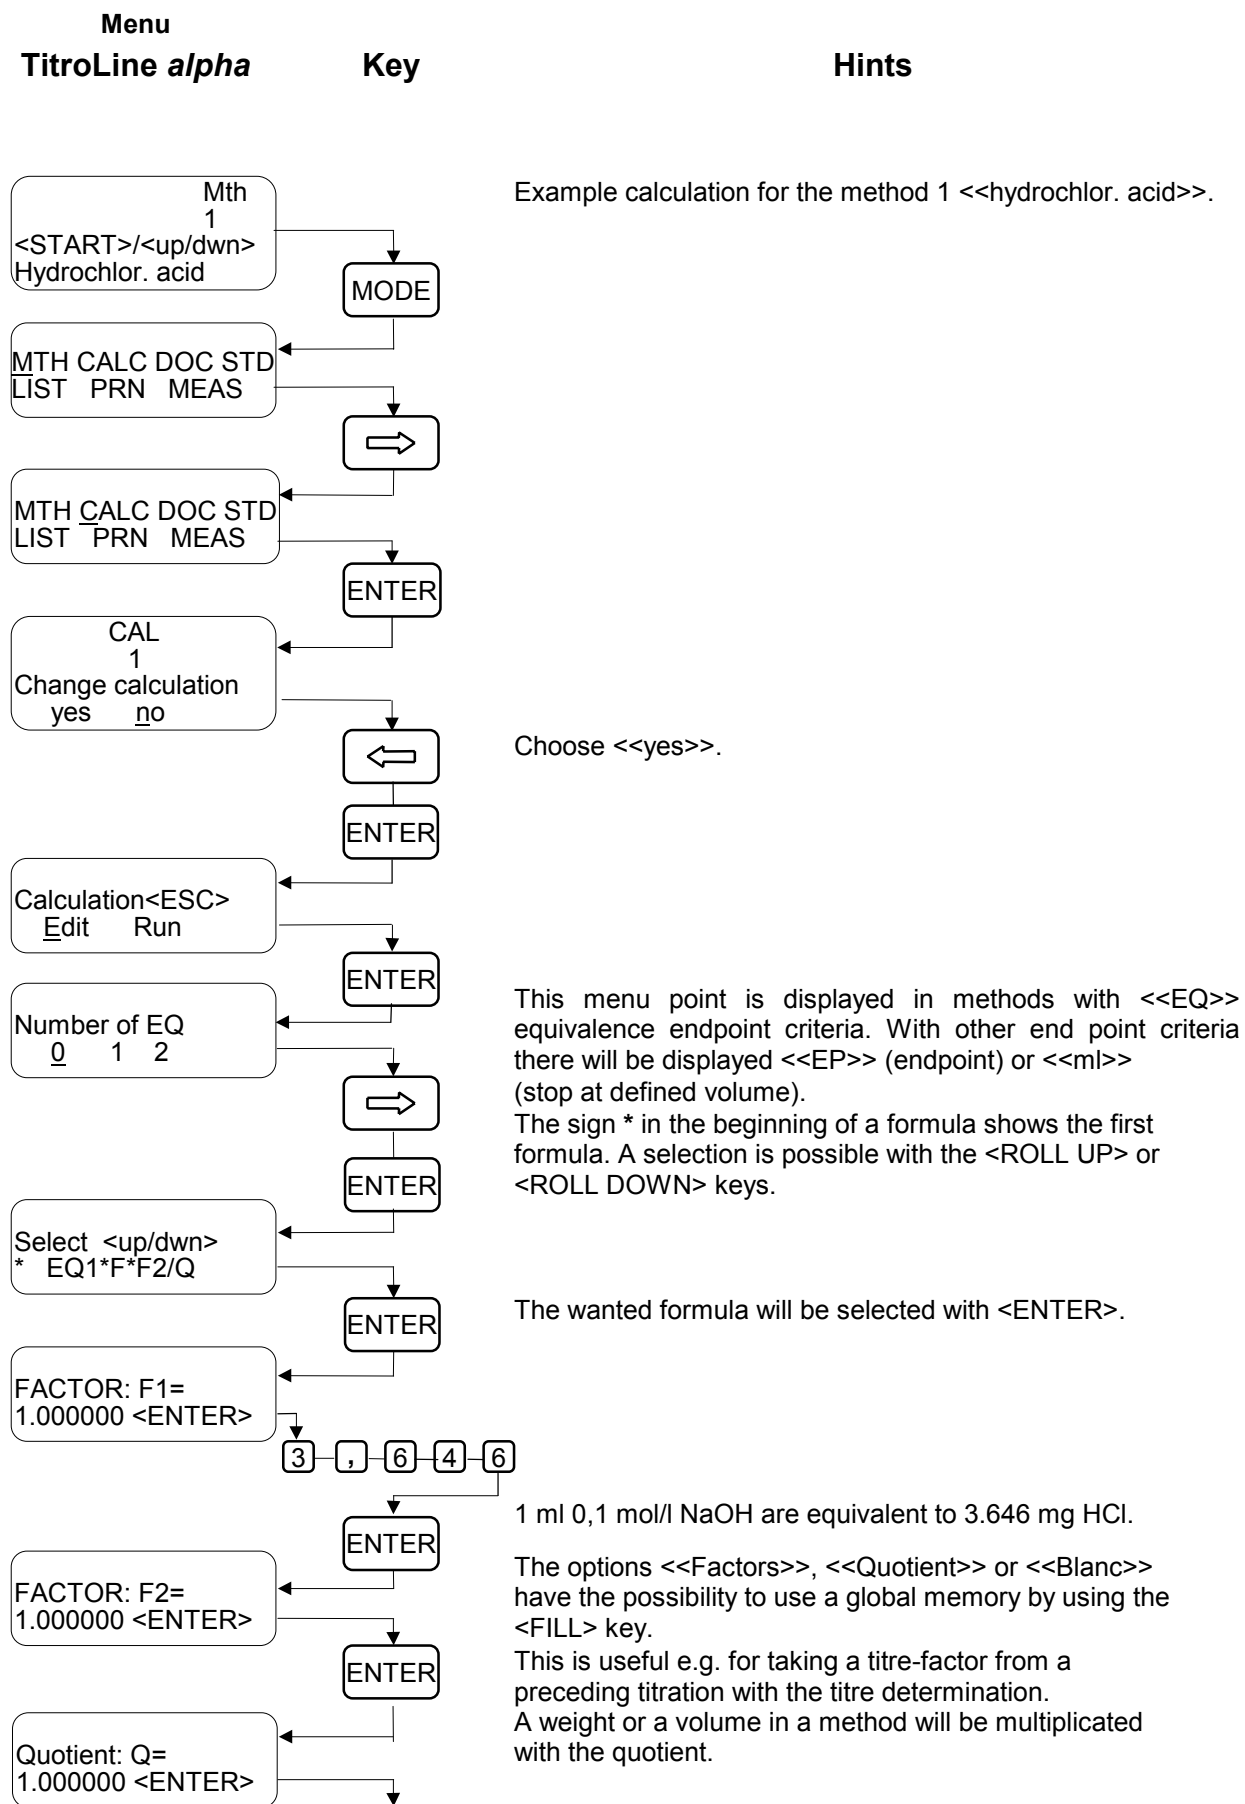 Menu
TitroLine alpha Key Hints
Mth
1
<START>/<up/dwn>
Hydrochlor. acid
Example calculation for the method 1 <<hydrochlor. acid>>.
MODE
MTH CALC DOC STD
LIST PRN MEAS
MTH CALC DOC STD
LIST PRN MEAS
ENTER
CAL
1
Change calculation
yes no
Choose <<yes>>.
ENTER
Calculation<ESC>
Edit Run
ENTER
Number of EQ
0 1 2
This menu point is displayed in methods with <<EQ>>
equivalence endpoint criteria. With other end point criteria
there will be displayed <<EP>> (endpoint) or <<ml>>
(stop at defined volume).
The sign * in the beginning of a formula shows the first
formula. A selection is possible with the <ROLL UP> or
<ROLL DOWN> keys.
ENTER
Select <up/dwn>
* EQ1*F*F2/Q
ENTER
The wanted formula will be selected with <ENTER>.
FACTOR: F1=
1.000000 <ENTER>
3 , 6 4 6
ENTER
1 ml 0,1 mol/l NaOH are equivalent to 3.646 mg HCl.
FACTOR: F2=
1.000000 <ENTER>
The options <<Factors>>, <<Quotient>> or <<Blanc>>
have the possibility to use a global memory by using the
<FILL> key.
This is useful e.g. for taking a titre-factor from a
preceding titration with the titre determination.
A weight or a volume in a method will be multiplicated
with the quotient.
ENTER
Quotient: Q=
1.000000 <ENTER>